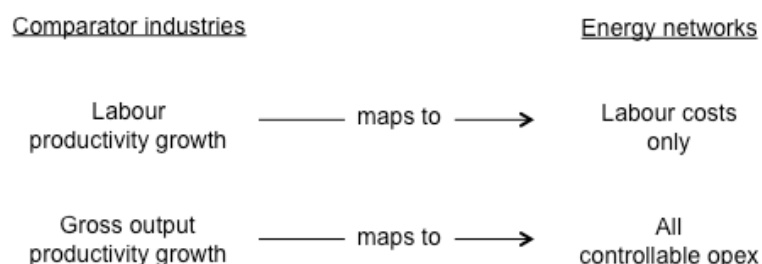 Comparator industries
Energy networks
Labour
productivity growth
maps to
Labour costs
only
Gross output
productivity growth
maps to
All
controllable opex